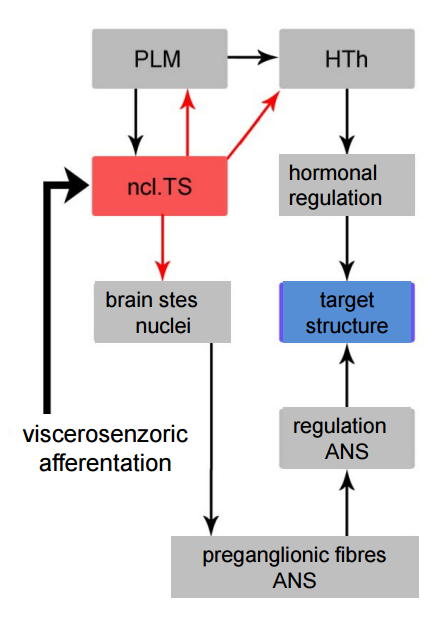 PLM
HTh
ncl.TS
hormonal
regulation
brain stes
nuclei
target
structure
viscerosenzoric
afferentation
regulation
ANS
preganglionic fibres
ANS